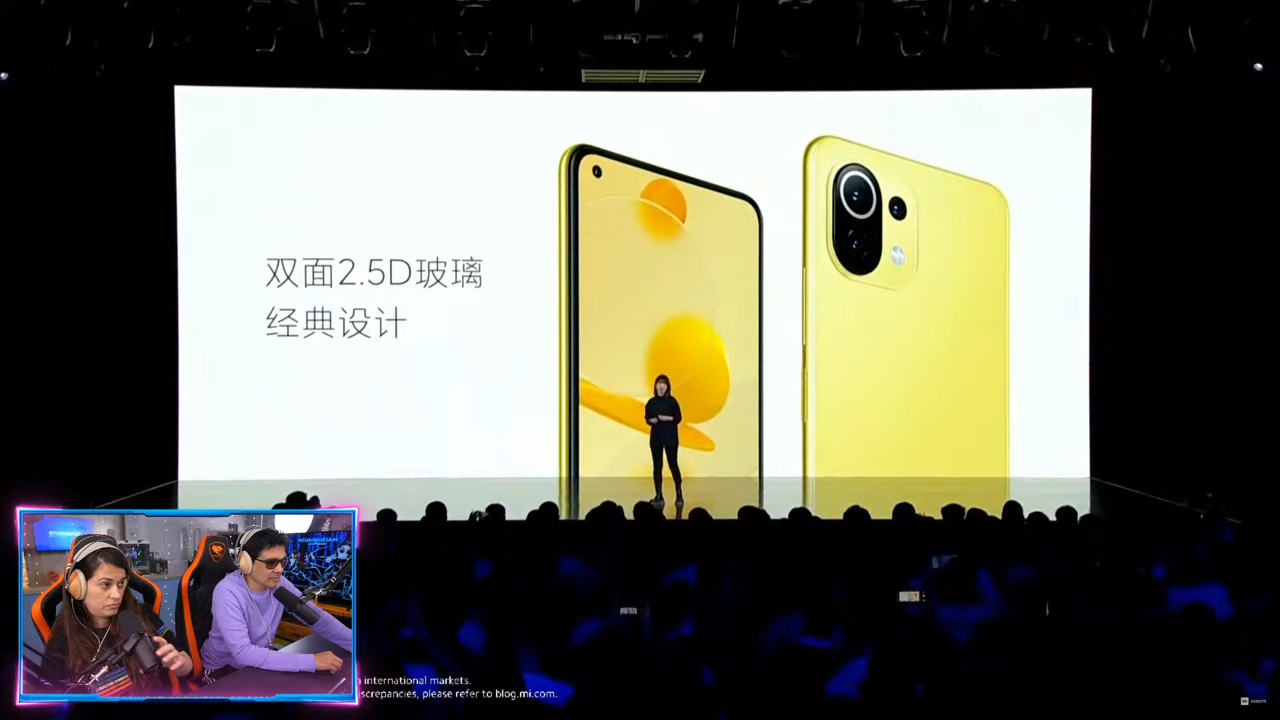 双面2.5D玻璃
经典设计
international markets.
screpancies, please refer to blog.mi.com.
XIAOMI